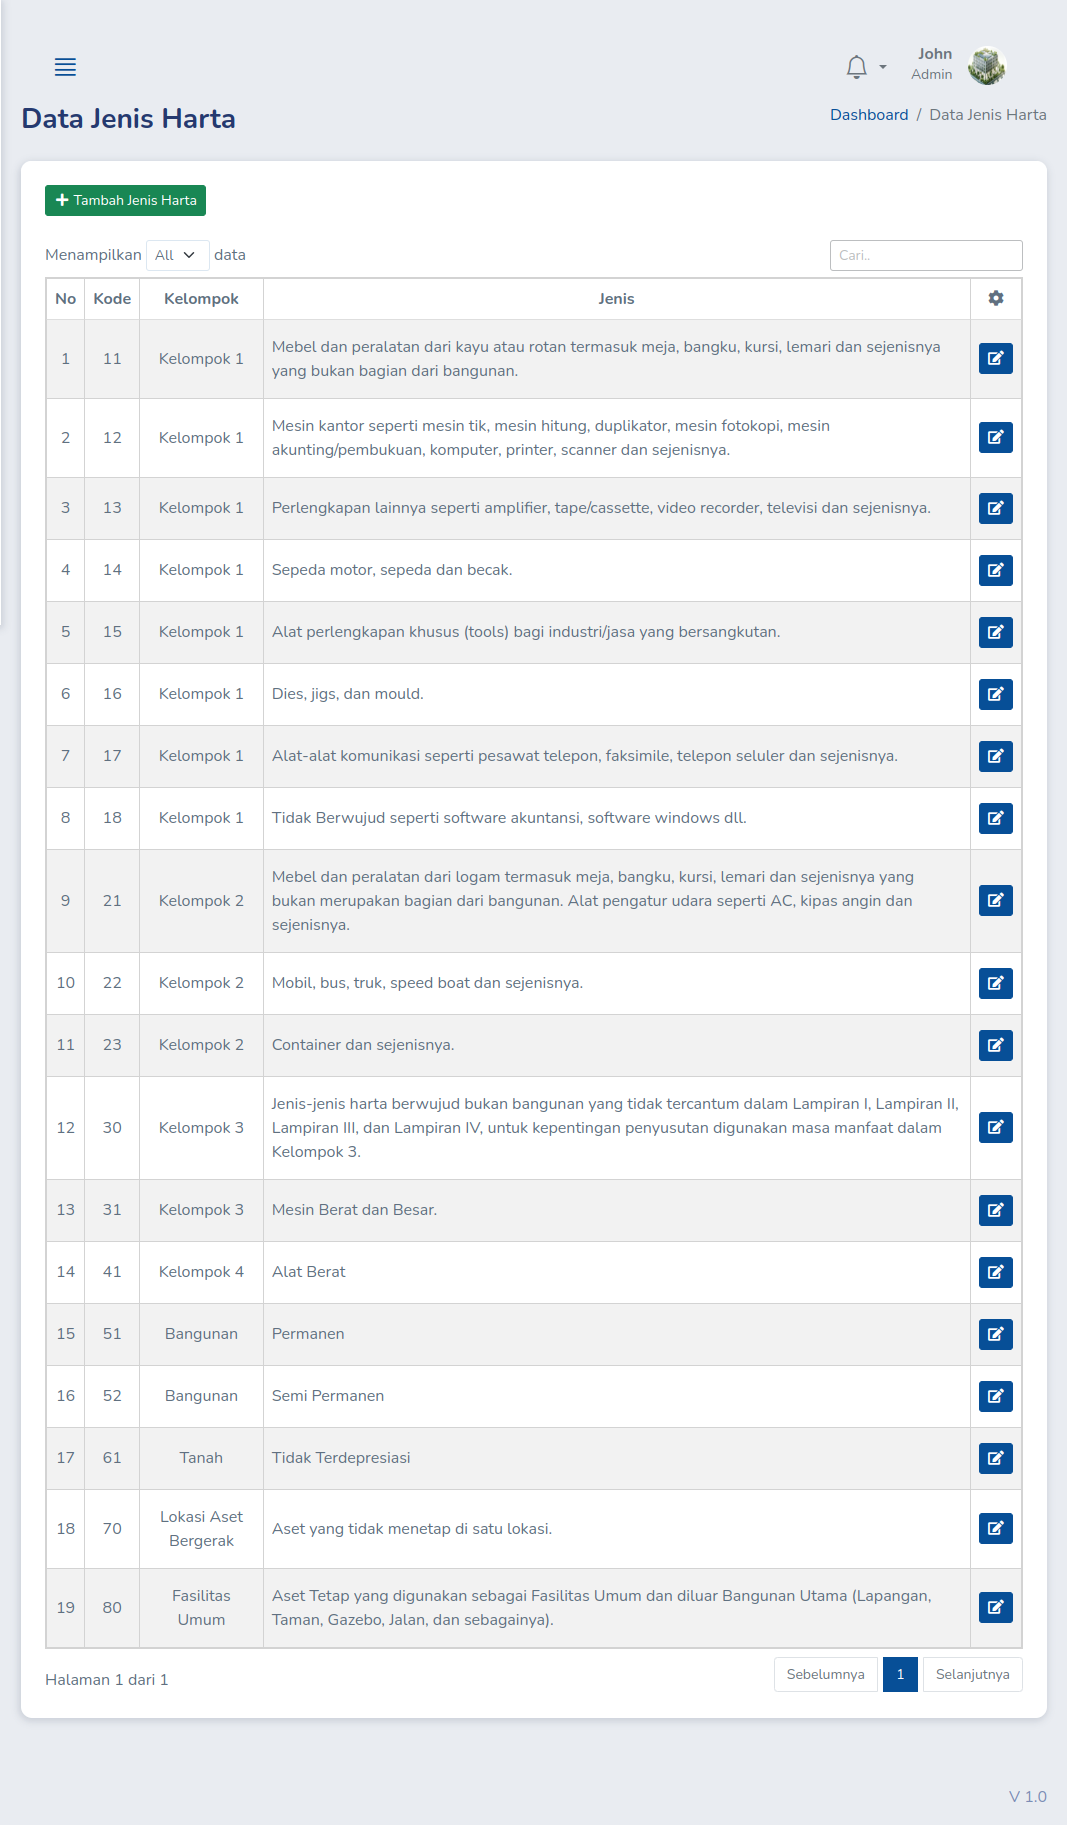 John
Admin
Data Jenis Harta
Dashboard / Data Jenis Harta
Tambah Jenis Harta
Menampilkan All data
Cari..
No Kode Kelompok Jenis
1 11 Kelompok 1 Mebel dan peralatan dari kayu atau rotan termasuk meja, bangku, kursi, lemari dan sejenisnya
yang bukan bagian dari bangunan.
2 12 Kelompok 1 Mesin kantor seperti mesin tik, mesin hitung, duplikator, mesin fotokopi, mesin
akunting/pembukuan, komputer, printer, scanner dan sejenisnya.
3 13 Kelompok 1 Perlengkapan lainnya seperti amplifier, tape/cassette, video recorder, televisi dan sejenisnya.
4 14 Kelompok 1 Sepeda motor, sepeda dan becak.
5 15 Kelompok 1 Alat perlengkapan khusus (tools) bagi industri/jasa yang bersangkutan.
6 16 Kelompok 1 Dies, jigs, dan mould.
7 17 Kelompok 1 Alat-alat komunikasi seperti pesawat telepon, faksimile, telepon seluler dan sejenisnya.
8 18 Kelompok 1 Tidak Berwujud seperti software akuntansi, software windows dll.
9 21 Kelompok 2 Mebel dan peralatan dari logam termasuk meja, bangku, kursi, lemari dan sejenisnya yang
bukan merupakan bagian dari bangunan. Alat pengatur udara seperti AC, kipas angin dan
sejenisnya.
10 22 Kelompok 2 Mobil, bus, truk, speed boat dan sejenisnya.
11 23 Kelompok 2 Container dan sejenisnya.
12 30 Kelompok 3 Jenis-jenis harta berwujud bukan bangunan yang tidak tercantum dalam Lampiran I, Lampiran II,
Lampiran III, dan Lampiran IV, untuk kepentingan penyusutan digunakan masa manfaat dalam
Kelompok 3.
13 31 Kelompok 3 Mesin Berat dan Besar.
14 41 Kelompok 4 Alat Berat
15 51 Bangunan Permanen
16 52 Bangunan Semi Permanen
17 61 Tanah Tidak Terdepresiasi
18 70 Lokasi Aset
Bergerak Aset yang tidak menetap di satu lokasi.
19 80 Fasilitas
Umum Aset Tetap yang digunakan sebagai Fasilitas Umum dan diluar Bangunan Utama (Lapangan,
Taman, Gazebo, Jalan, dan sebagainya).
Halaman 1 dari 1
Sebelumnya 1 Selanjutnya
V 1.0